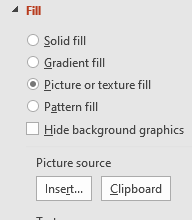 Fill
Solid fill
Gradient fill
Picture or texture fill
Pattern fill
Hide background graphics
Picture source
Insert... Clipboard